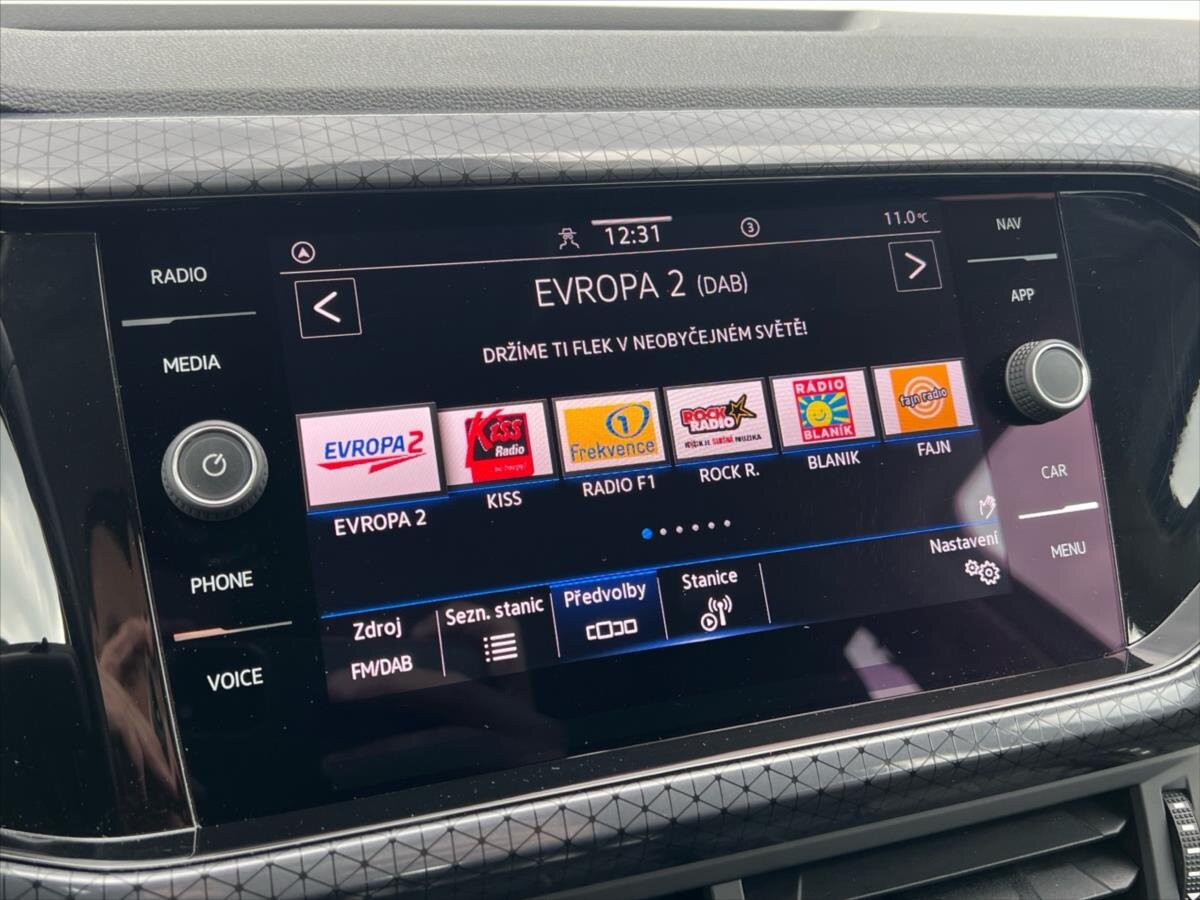 RADIO
MEDIA
PHONE
VOICE
12:31
3
11.0°C
EVROPA 2 (DAB)
DRŽÍME TI FLEK V NEOBYČEJNÉM SVĚTĚ!
EVROPA2
Kiss
Radio
1
Frekvence
ROCK
RADIO
RÁDIO
BLANÍK
fajn radio
EVROPA 2
KISS
RADIO F1
ROCK R.
BLANIK
FAJN
Zdroj
FM/DAB
Sezn. stanic
Předvolby
Stanice
Nastavení
NAV
APP
CAR
MENU